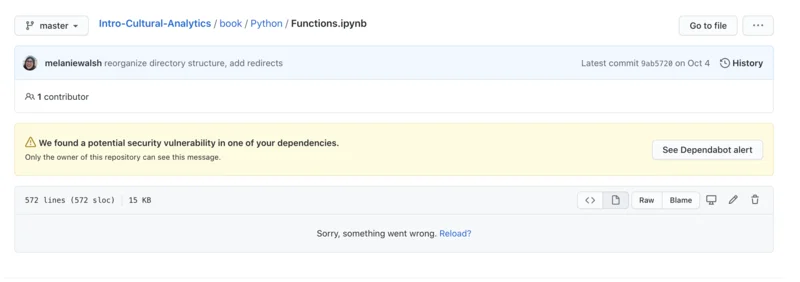 master
Intro-Cultural-Analytics / book / Python / Functions.ipynb
Go to file
melaniewalsh reorganize directory structure, add redirects
Latest commit 9ab5720 on Oct 4
History
1 contributor
We found a potential security vulnerability in one of your dependencies.
Only the owner of this repository can see this message.
See Dependabot alert
572 lines (572 sloc) 15 KB
Raw
Blame
Sorry, something went wrong. Reload?